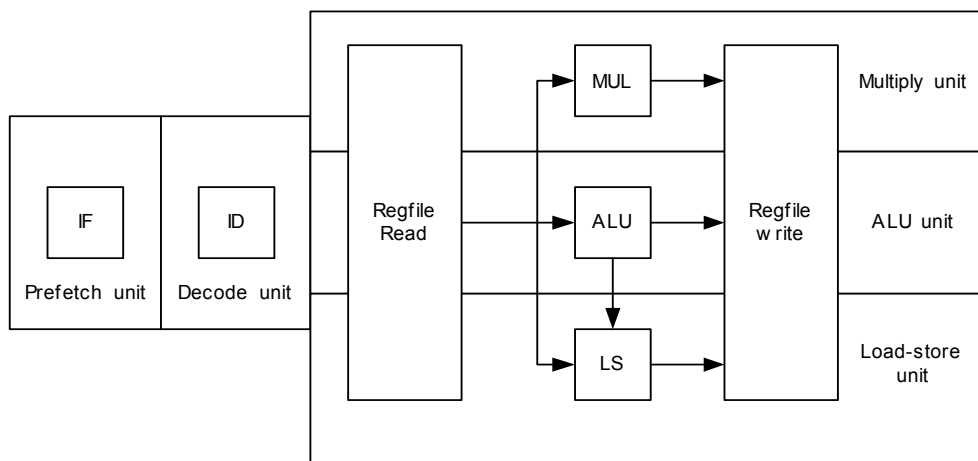 MUL
Multiply unit
IF
ID
Regfile
Read
ALU
Regfile
write
ALU unit
Prefetch unit
Decode unit
LS
Load-store
unit